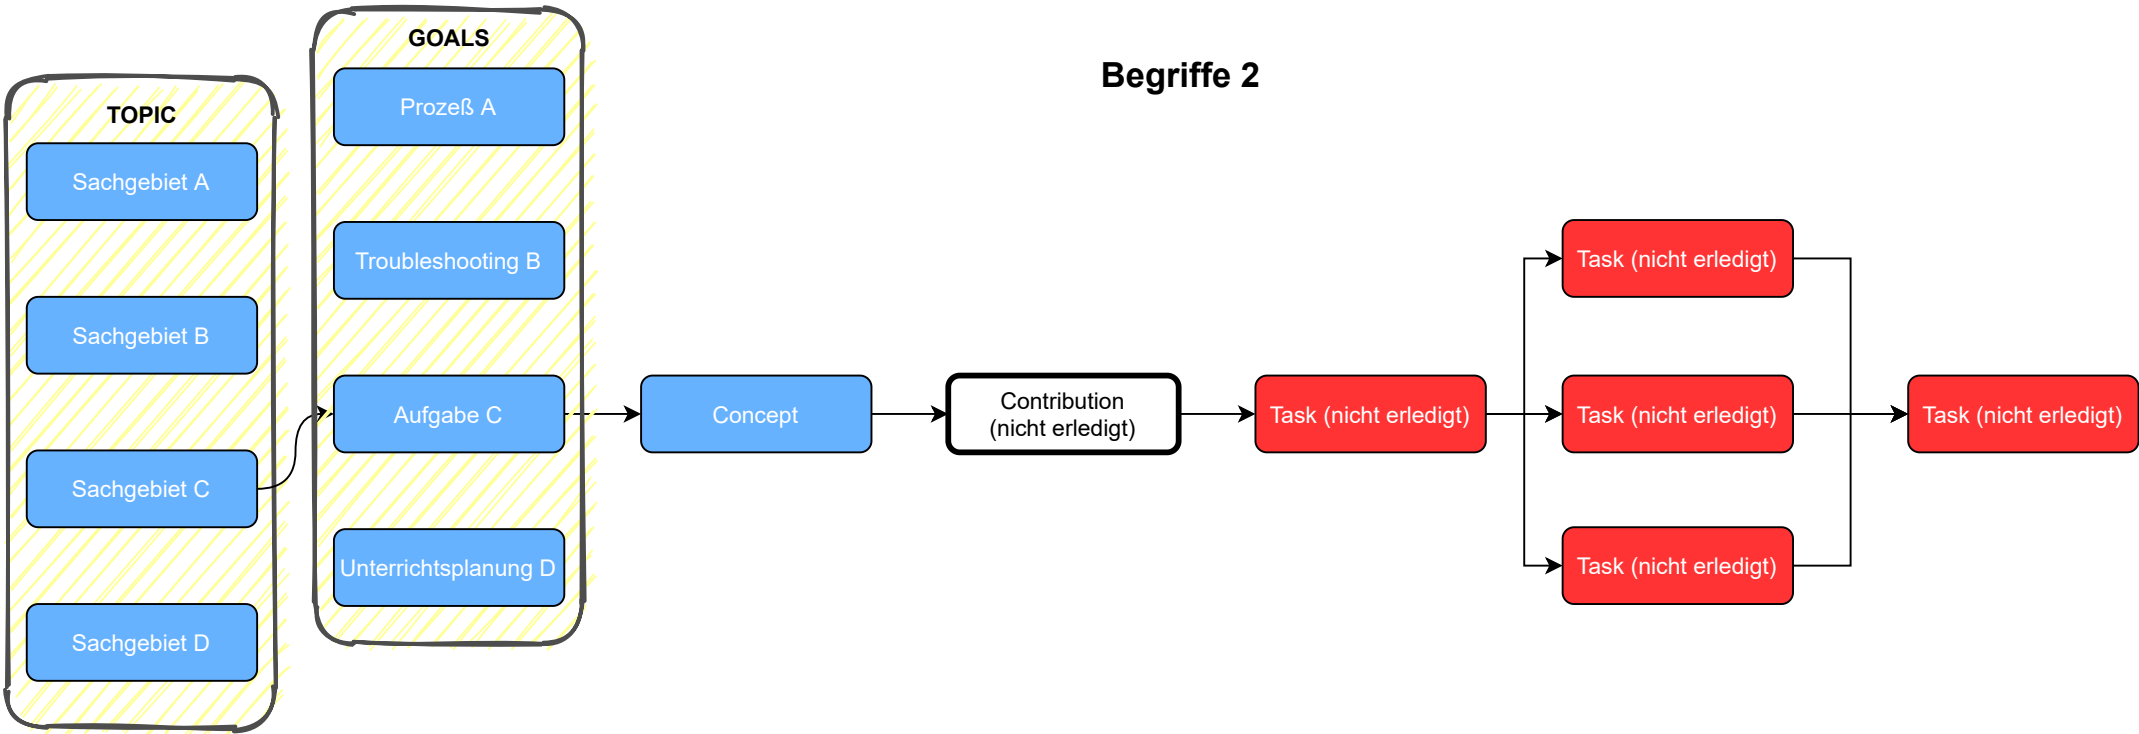 Begriffe 2
TOPIC
Sachgebiet A
Sachgebiet B
Sachgebiet C
Sachgebiet D
GOALS
Prozeß A
Troubleshooting B
Aufgabe C
Unterrichtsplanung D
Concept
Contribution
(nicht erledigt)
Task (nicht erledigt)
Task (nicht erledigt)
Task (nicht erledigt)
Task (nicht erledigt)
Task (nicht erledigt)